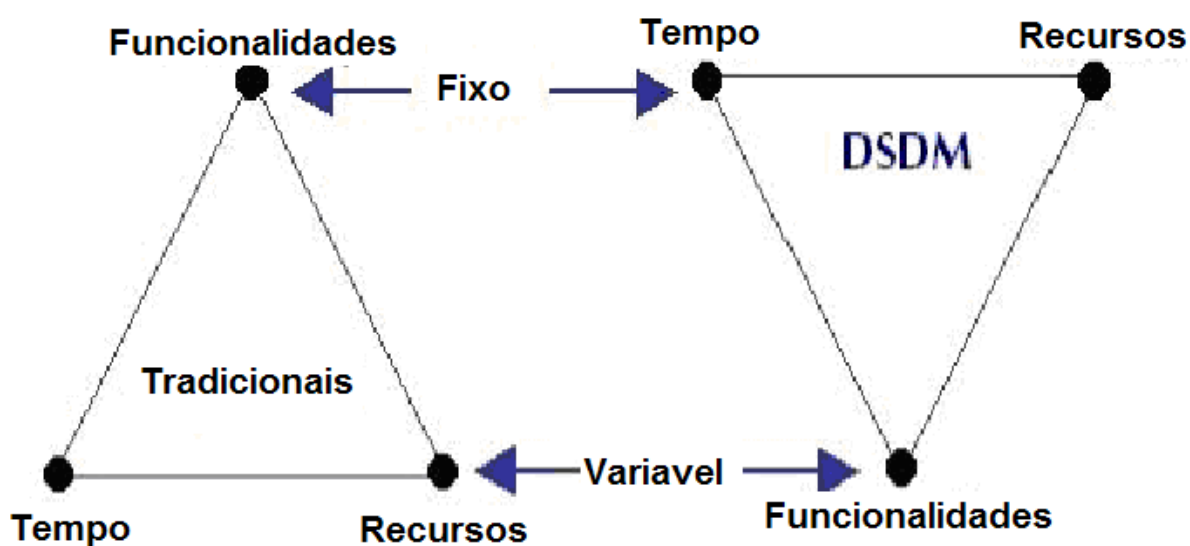 Funcionalidades
Fixo
Tempo
Recursos
DSDM
Tradicionais
Variavel
Tempo
Recursos
Funcionalidades